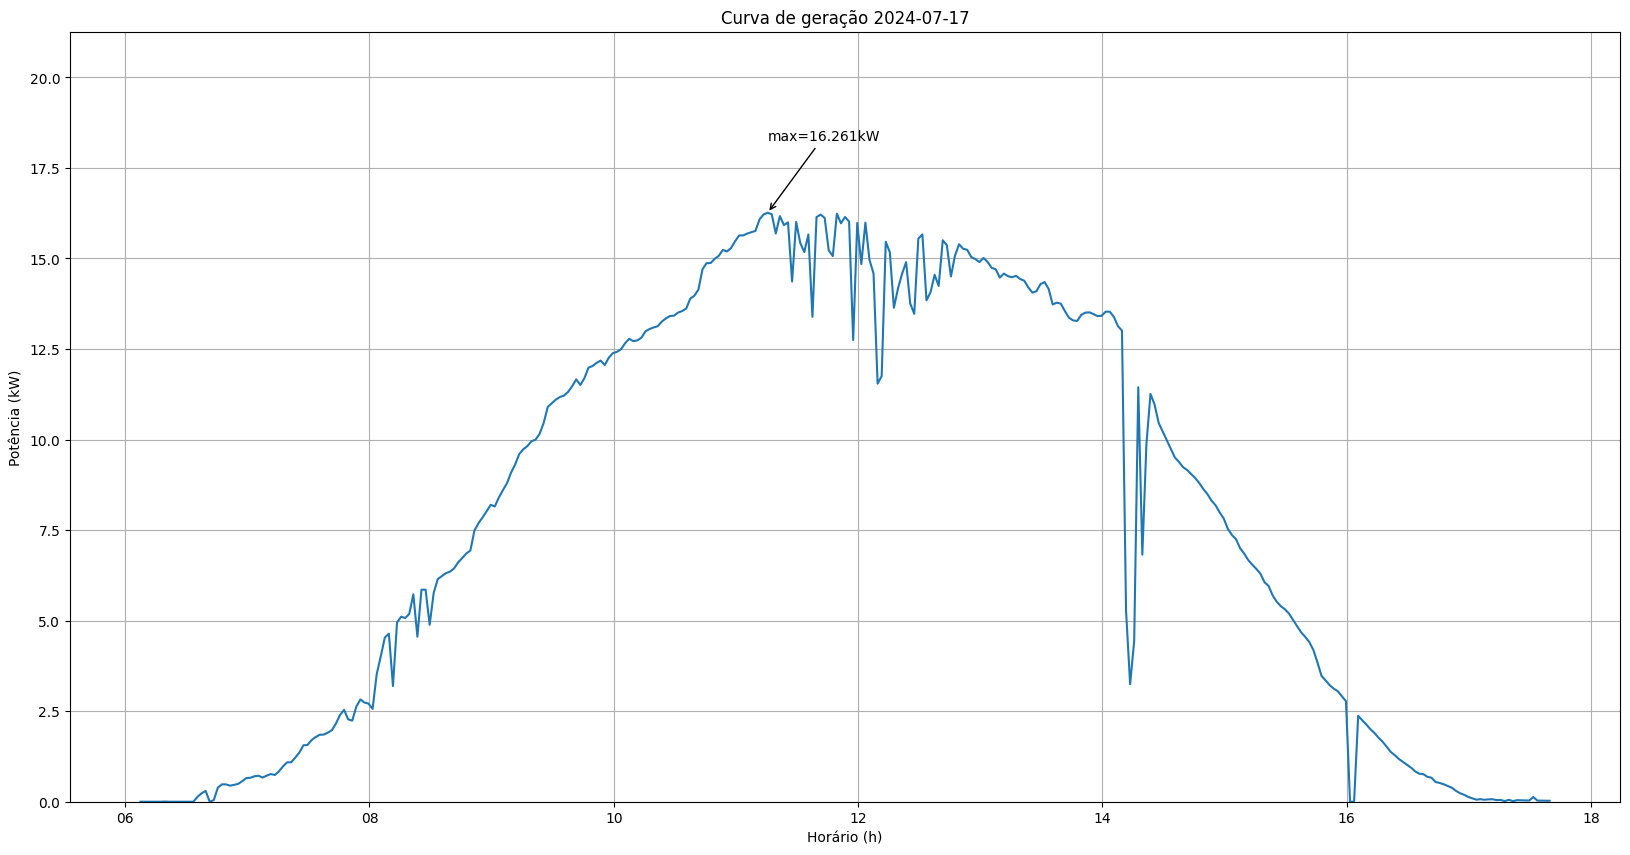 Curva de geração 2024-07-17
20.0
17.5
15.0
12.5
10.0
7.5
5.0
2.5
0.0
Potência (kW)
max=16.261kW
06 08 10 12 14 16 18
Horário (h)